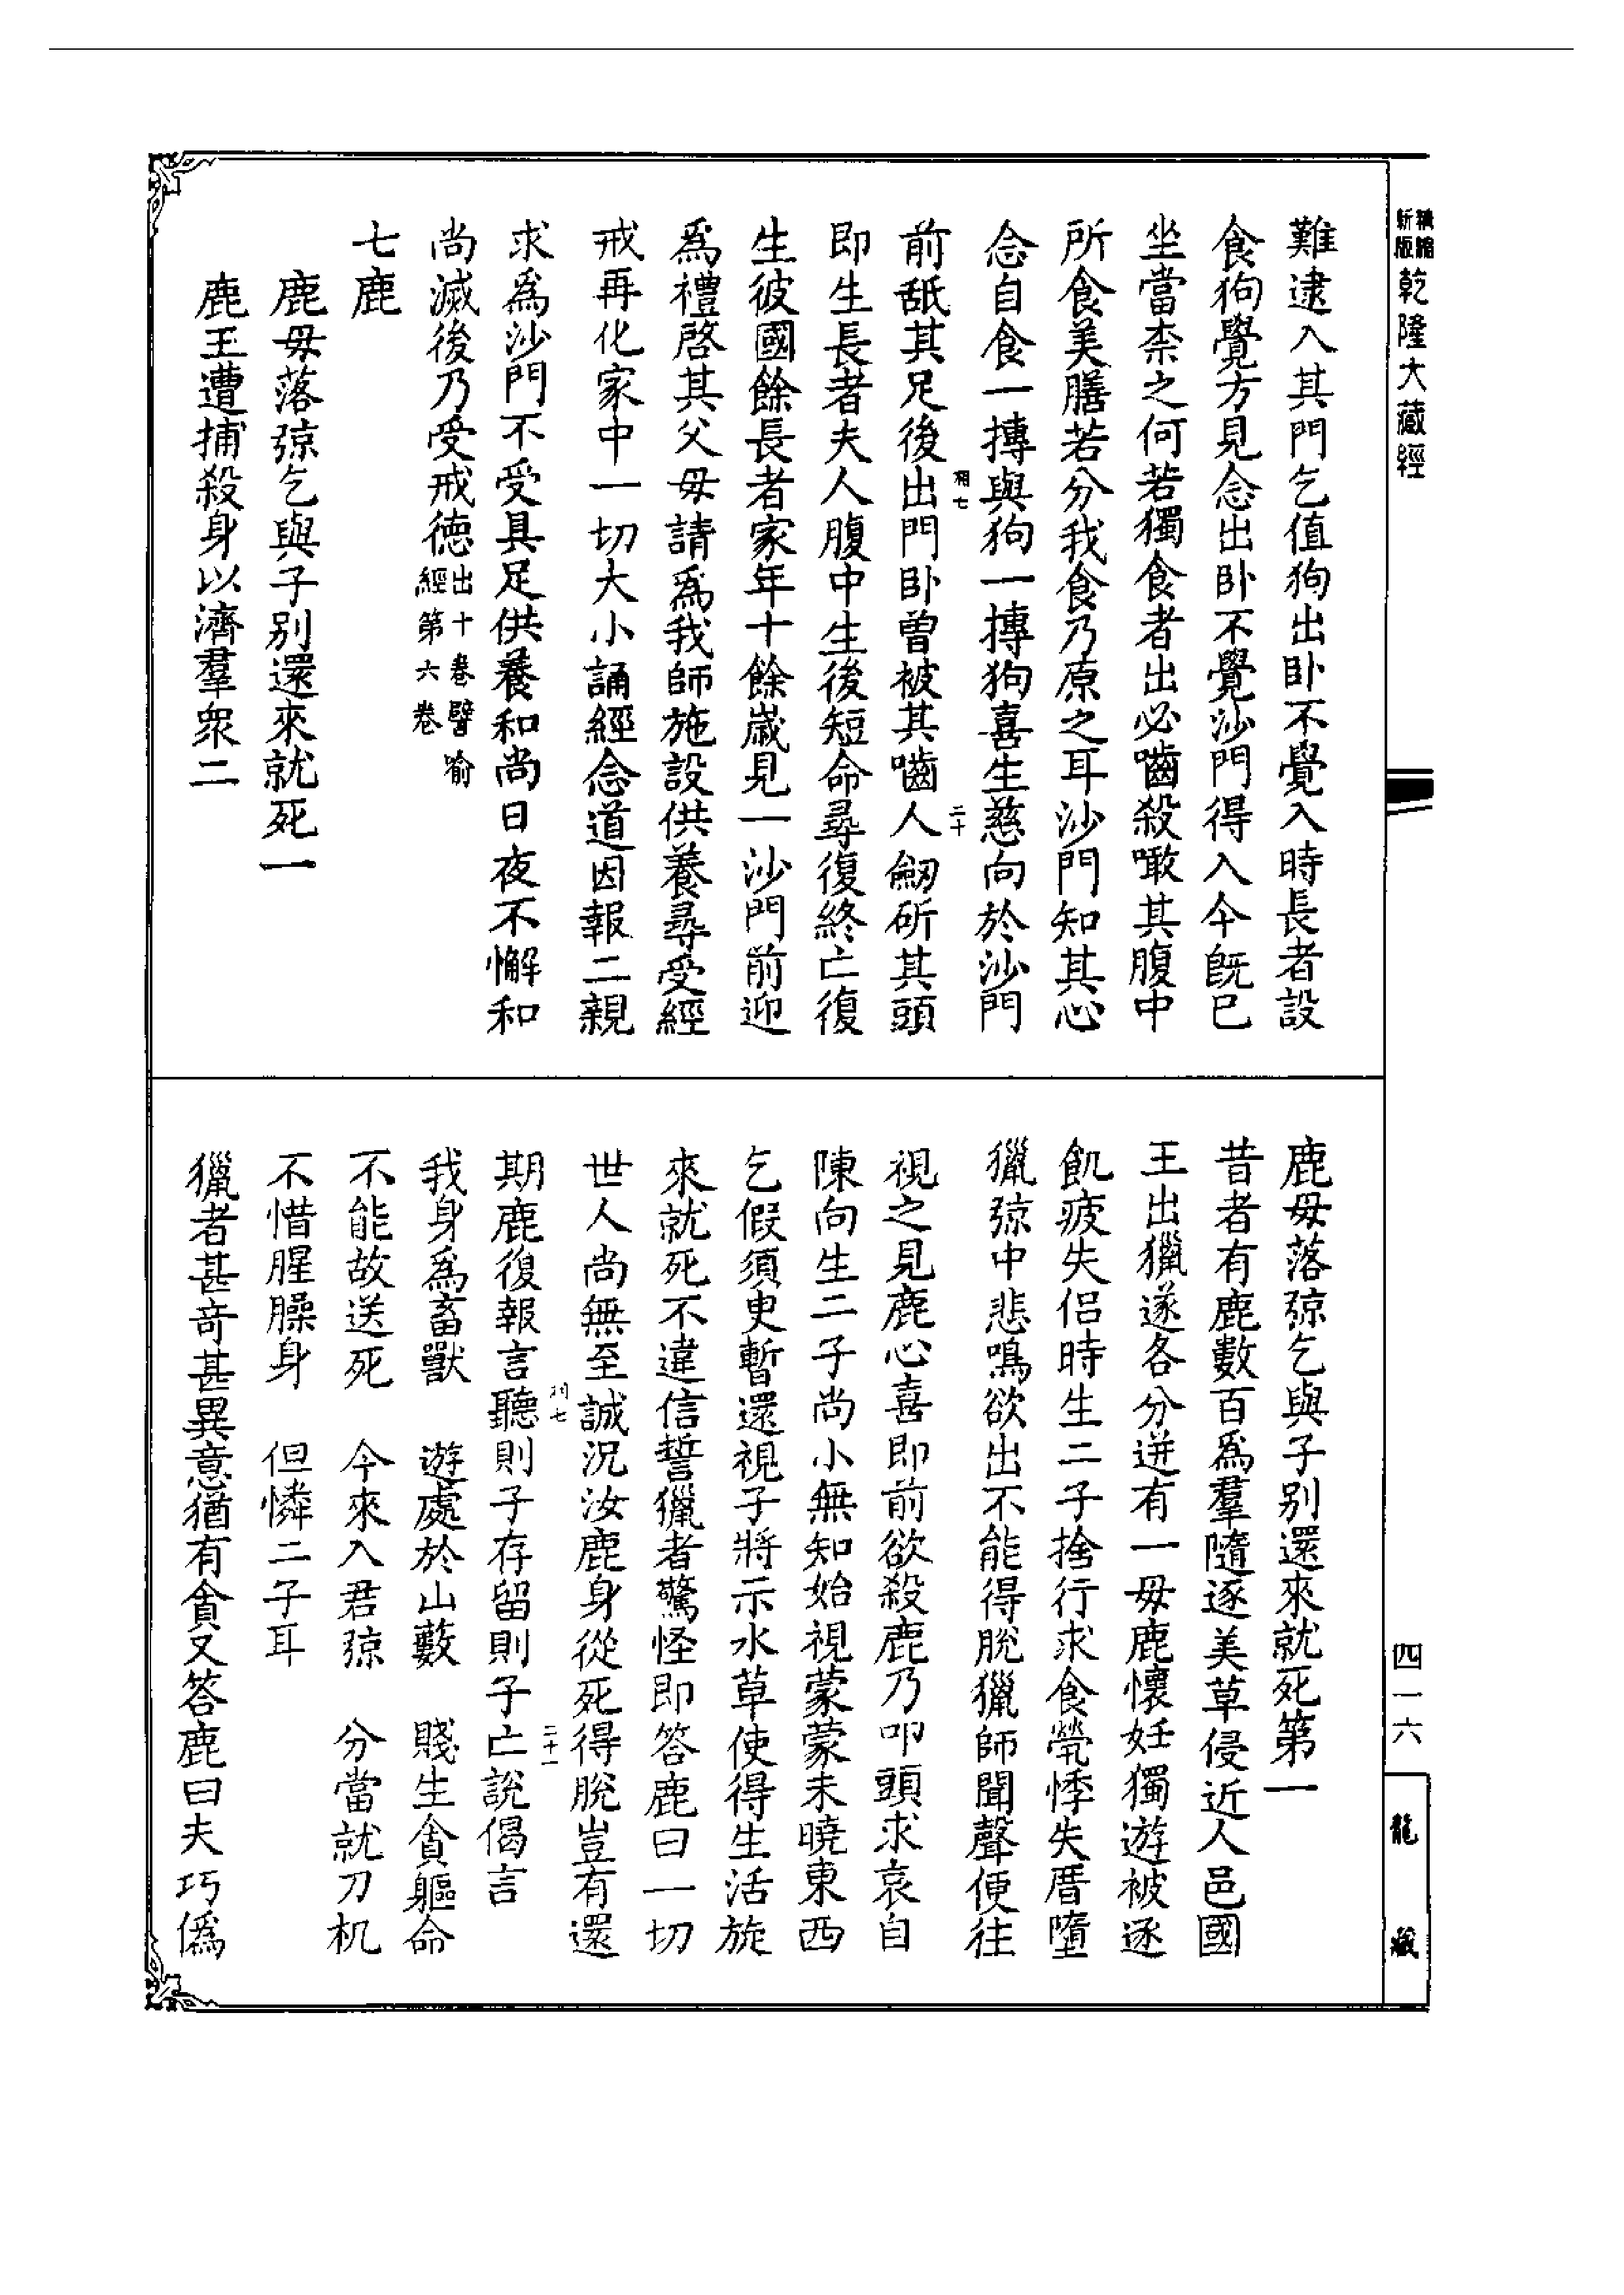 乾隆大藏經
難逮入其門乞值狗出卧不覺入時長者設
食狗覺方見念出卧不覺沙門得入今旣已
坐當柰之何若獨食者出必嚙殺噉其腹中
所食美膳若分我食乃原之耳沙門知其心
念自食一摶與狗一摶狗喜生慈向於沙門
前舐其足後出門卧曾被其嚙人劒斫其頭
即生長者夫人腹中生後短命尋復終亡復
生彼國餘長者家年十餘歲見一沙門前迎
爲禮啓其父母請爲我師施設供養尋受經
戒再化家中一切大小誦經念道因報二親
求爲沙門不受具足供養和尚日夜不懈和
尚滅後乃受戒德出十卷譬喻經第六卷
七鹿
鹿母落弶乞與子别還來就死一
鹿王遭捕殺身以濟羣衆二
鹿母落弶乞與子别還來就死第一
昔者有鹿數百爲羣隨逐美草侵近人邑國
王出獵遂各分迸有一母鹿懷妊獨遊被逐
飢疲失侣時生二子捨行求食煢悸失厝墮
獵弶中悲鳴欲出不能得脫獵師聞聲便往
視之見鹿心喜即前欲殺鹿乃叩頭求哀自
陳向生二子尚小無知始視蒙蒙未曉東西
乞假須臾暫還視子將示水草使得生活旋
來就死不違信誓獵者驚怪即答鹿曰一切
世人尚無至誠況汝鹿身從死得脫豈有還
期鹿復報言聽則子存留則子亡說偈言
我身爲畜獸　遊處於山藪　賤生貪軀命
不能故送死　今來入君弶　分當就刀机
不惜腥臊身　但憐二子耳
獵者甚奇甚異意猶有貪又答鹿曰夫巧僞
四一六
龍藏